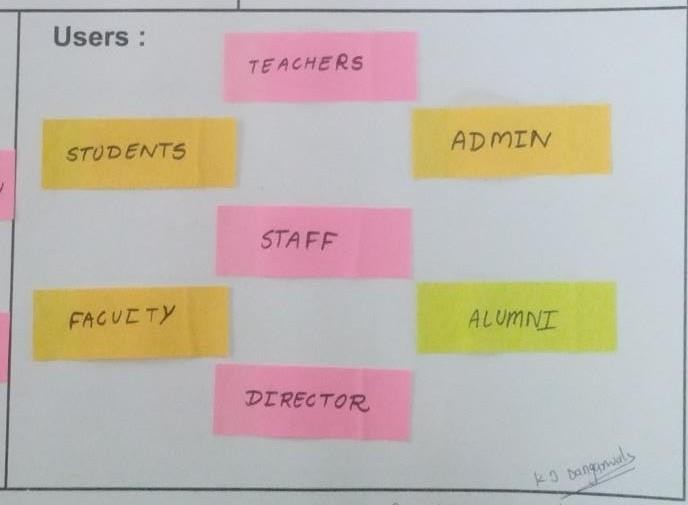 Users :
TEACHERS
STUDENTS
ADMIN
STAFF
FACULTY
ALUMNI
DIRECTOR